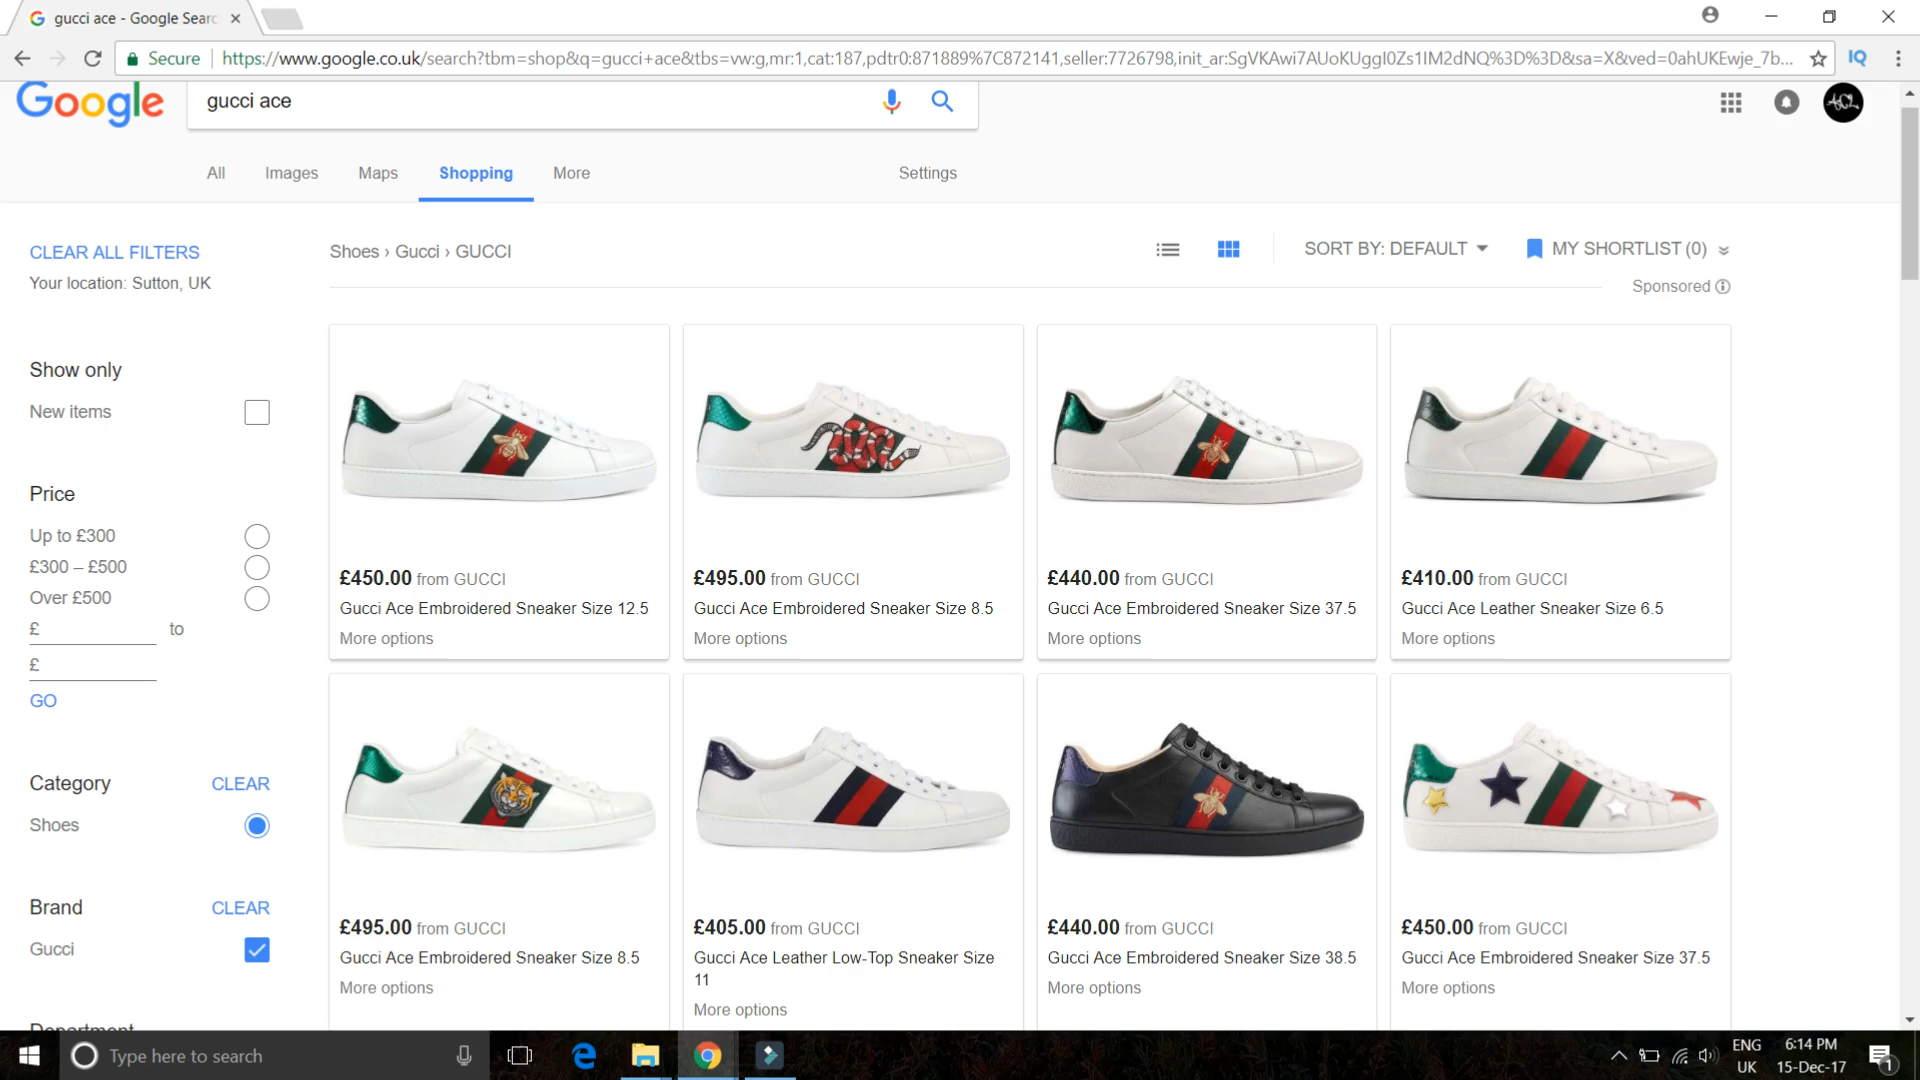 gucci ace - Google Searc
Secure
https://www.google.co.uk/search?tbm=shop&q=gucci+ace&tbs=vw:g,mr:1,cat:187,pdtr0:871889%7C872141,seller:7726798,init_ar:SgVKAwi7AUoKUggI0Zs1IM2dNQ%3D%3D&sa=X&ved=0ahUKEwje_7b...
IQ
Google
gucci ace
All
Images
Maps
Shopping
More
Settings
CLEAR ALL FILTERS
Your location: Sutton, UK
Shoes › Gucci › GUCCI
SORT BY: DEFAULT
MY SHORTLIST (0)
Sponsored
Show only
New items
Price
Up to £300
£300 – £500
Over £500
£ to
£
GO
Category CLEAR
Shoes
Brand CLEAR
Gucci
Department
£450.00 from GUCCI
Gucci Ace Embroidered Sneaker Size 12.5
More options
£495.00 from GUCCI
Gucci Ace Embroidered Sneaker Size 8.5
More options
£440.00 from GUCCI
Gucci Ace Embroidered Sneaker Size 37.5
More options
£410.00 from GUCCI
Gucci Ace Leather Sneaker Size 6.5
More options
£495.00 from GUCCI
Gucci Ace Embroidered Sneaker Size 8.5
More options
£405.00 from GUCCI
Gucci Ace Leather Low-Top Sneaker Size
11
More options
£440.00 from GUCCI
Gucci Ace Embroidered Sneaker Size 38.5
More options
£450.00 from GUCCI
Gucci Ace Embroidered Sneaker Size 37.5
More options
Type here to search
ENG
UK
6:14 PM
15-Dec-17
1